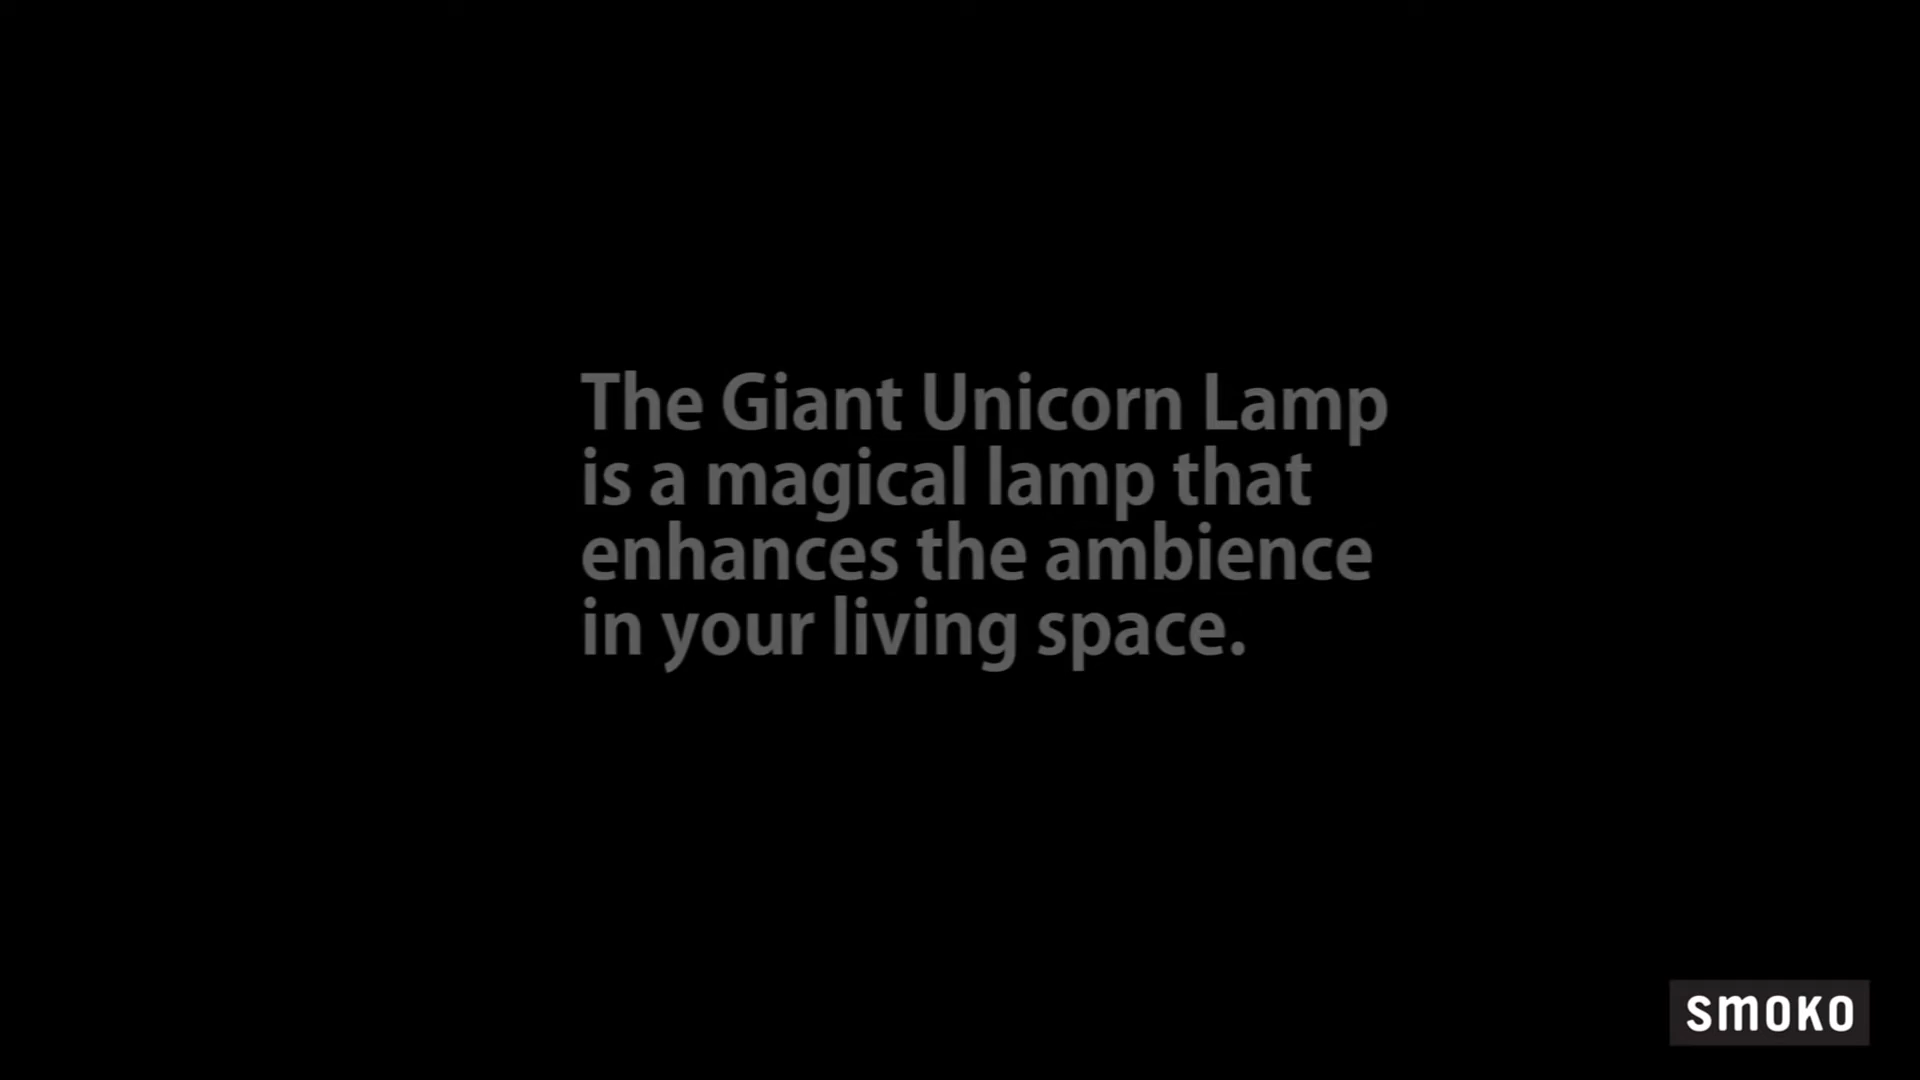 The Giant Unicorn Lamp
is a magical lamp that
enhances the ambience
in your living space.
SMOKO